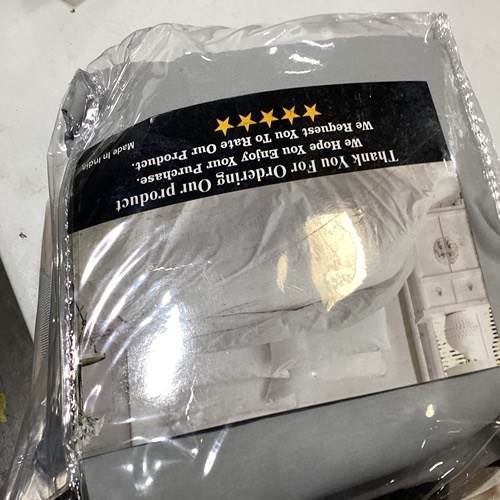 Thank You For Ordering Our product
We Hope You Enjoy Your Purchase.
We Request You To Rate Our Product.
Made In India